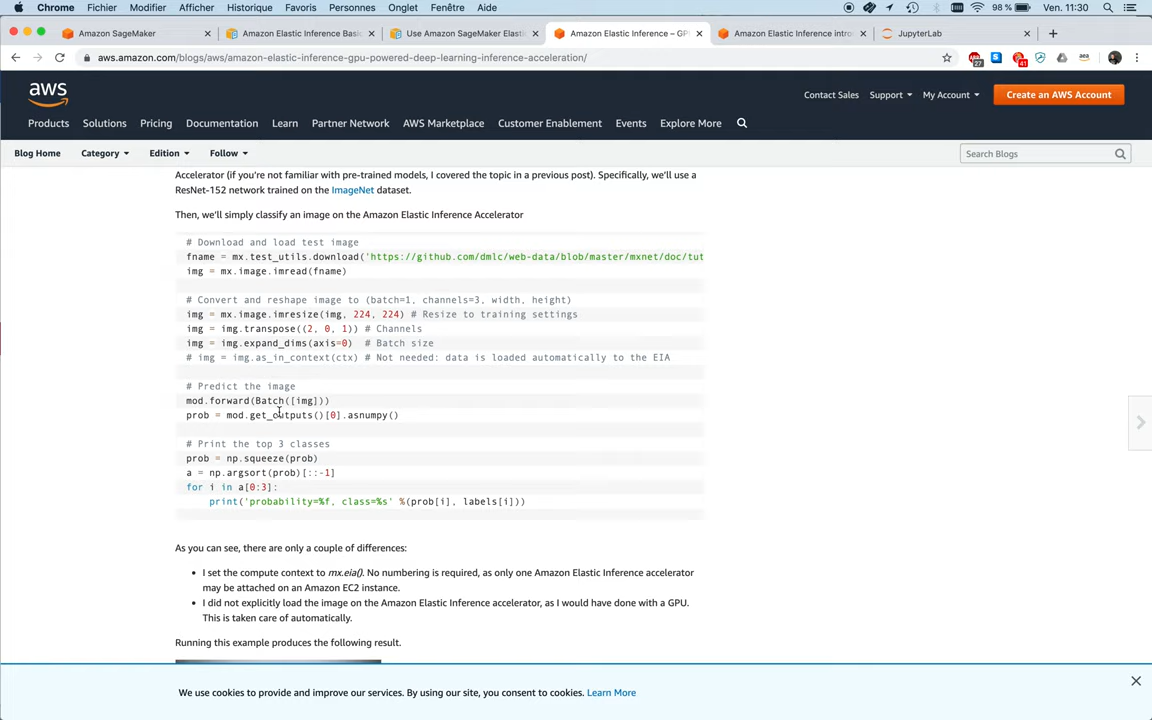 Chrome Fichier Modifier Afficher Historique Favoris Personnes Onglet Fenêtre Aide 98 % Ven. 11:30
Amazon SageMaker Amazon Elastic Inference Basi Use Amazon SageMaker Elasti Amazon Elastic Inference – GP Amazon Elastic Inference intro JupyterLab
aws.amazon.com/blogs/aws/amazon-elastic-inference-gpu-powered-deep-learning-inference-acceleration/
27 41 aws
aws Contact Sales Support My Account Create an AWS Account
Products Solutions Pricing Documentation Learn Partner Network AWS Marketplace Customer Enablement Events Explore More
Blog Home Category Edition Follow Search Blogs
Accelerator (if you're not familiar with pre-trained models, I covered the topic in a previous post). Specifically, we'll use a
ResNet-152 network trained on the ImageNet dataset.
Then, we'll simply classify an image on the Amazon Elastic Inference Accelerator
# Download and load test image
fname = mx.test_utils.download('https://github.com/dmlc/web-data/blob/master/mxnet/doc/tut
img = mx.image.imread(fname)
# Convert and reshape image to (batch=1, channels=3, width, height)
img = mx.image.imresize(img, 224, 224) # Resize to training settings
img = img.transpose((2, 0, 1)) # Channels
img = img.expand_dims(axis=0) # Batch size
# img = img.as_in_context(ctx) # Not needed: data is loaded automatically to the EIA
# Predict the image
mod.forward(Batch([img]))
prob = mod.get_outputs()[0].asnumpy()
# Print the top 3 classes
prob = np.squeeze(prob)
a = np.argsort(prob)[::-1]
for i in a[0:3]:
print('probability=%f, class=%s' %(prob[i], labels[i]))
As you can see, there are only a couple of differences:
• I set the compute context to mx.eia(). No numbering is required, as only one Amazon Elastic Inference accelerator
may be attached on an Amazon EC2 instance.
• I did not explicitly load the image on the Amazon Elastic Inference accelerator, as I would have done with a GPU.
This is taken care of automatically.
Running this example produces the following result.
We use cookies to provide and improve our services. By using our site, you consent to cookies. Learn More